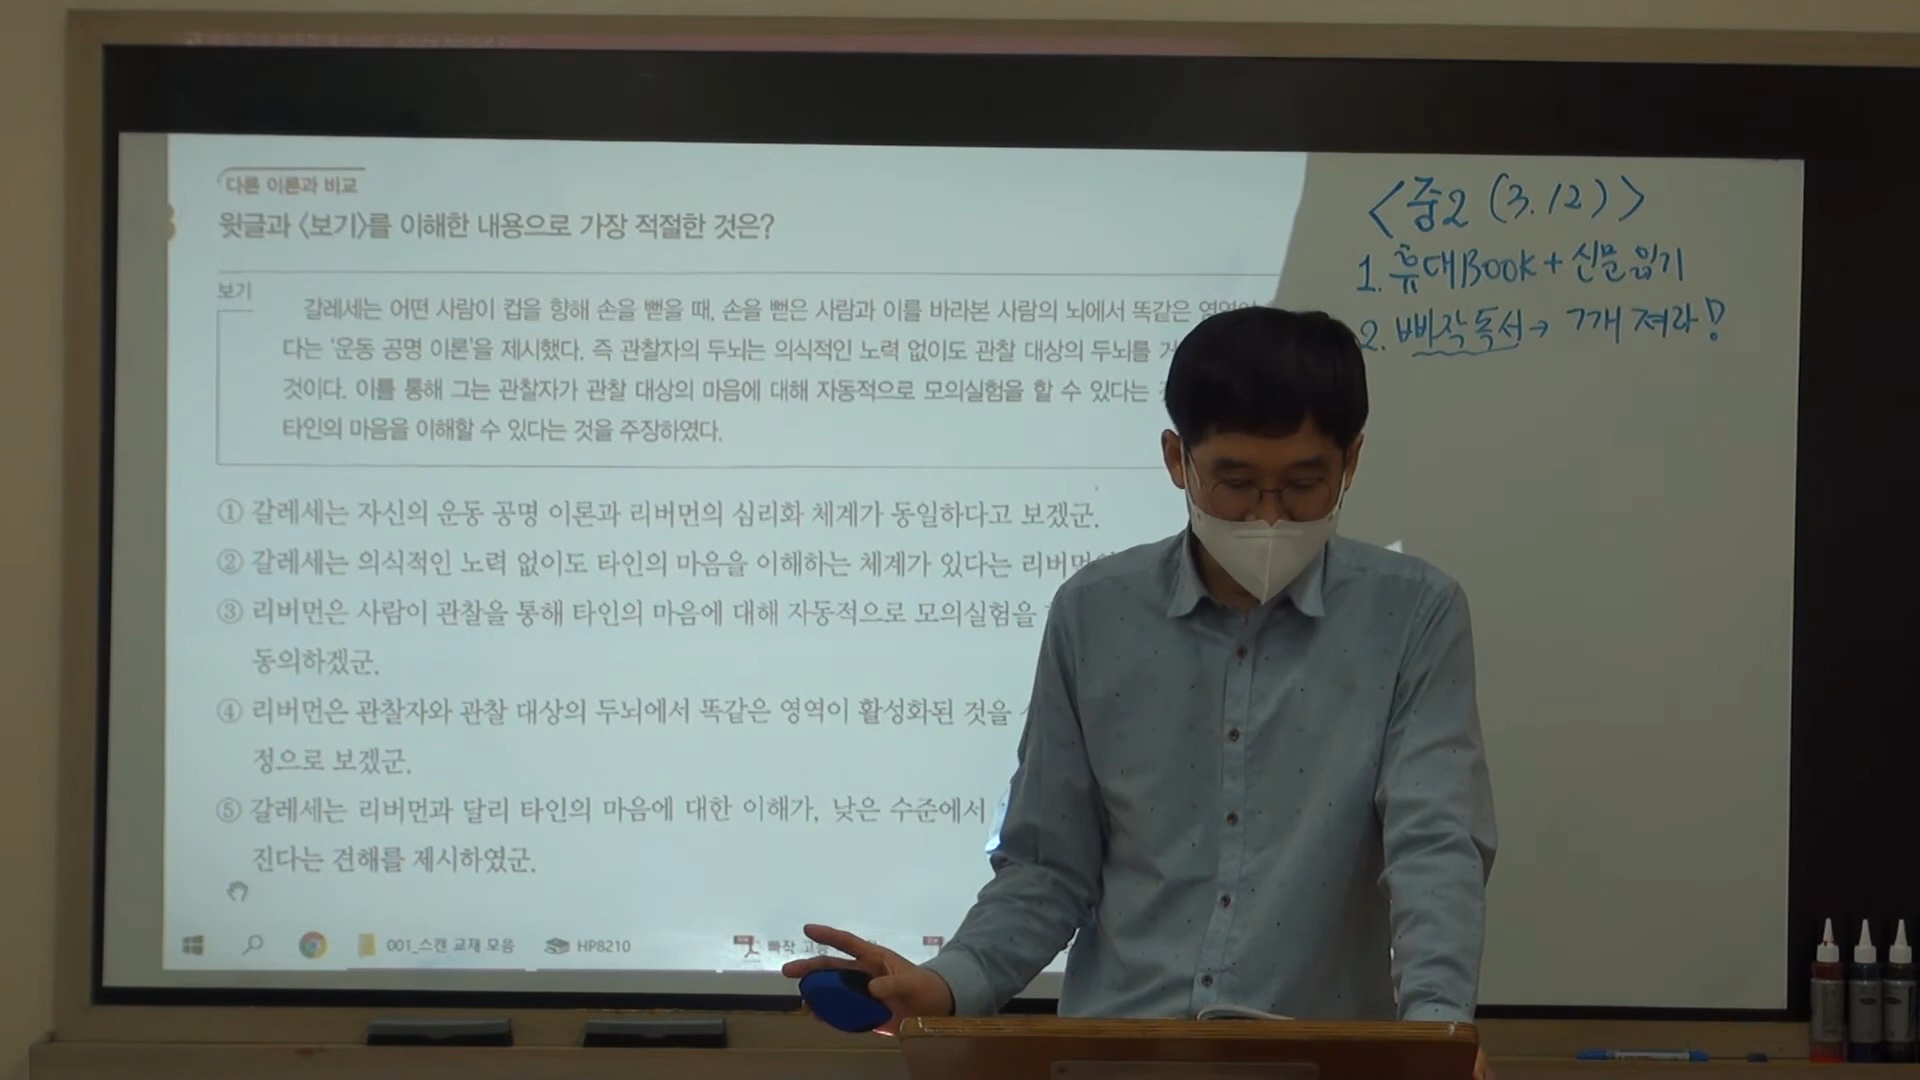 다른 이론과 비교
윗글과 〈보기〉를 이해한 내용으로 가장 적절한 것은?
보기
갈레세는 어떤 사람이 컵을 향해 손을 뻗을 때, 손을 뻗은 사람과 이를 바라본 사람의 뇌에서 똑같은
다는 '운동 공명 이론'을 제시했다. 즉 관찰자의 두뇌는 의식적인 노력 없이도 관찰 대상의 두뇌를
것이다. 이를 통해 그는 관찰자가 관찰 대상의 마음에 대해 자동적으로 모의실험을 할 수 있다는
타인의 마음을 이해할 수 있다는 것을 주장하였다.
① 갈레세는 자신의 운동 공명 이론과 리버먼의 심리화 체계가 동일하다고 보겠군.
② 갈레세는 의식적인 노력 없이도 타인의 마음을 이해하는 체계가 있다는
③ 리버먼은 사람이 관찰을 통해 타인의 마음에 대해 자동적으로 모의실험을
동의하겠군.
④ 리버먼은 관찰자와 관찰 대상의 두뇌에서 똑같은 영역이 활성화된 것을
정으로 보겠군.
⑤ 갈레세는 리버먼과 달리 타인의 마음에 대한 이해가, 낮은 수준에서
진다는 견해를 제시하였군.
001_스캔 교재 모음
HP8210
빠작
<중2 (3.12)>
1. 휴대BOOK + 신문 읽기
2. 빠작 독서→ 7개 져라!